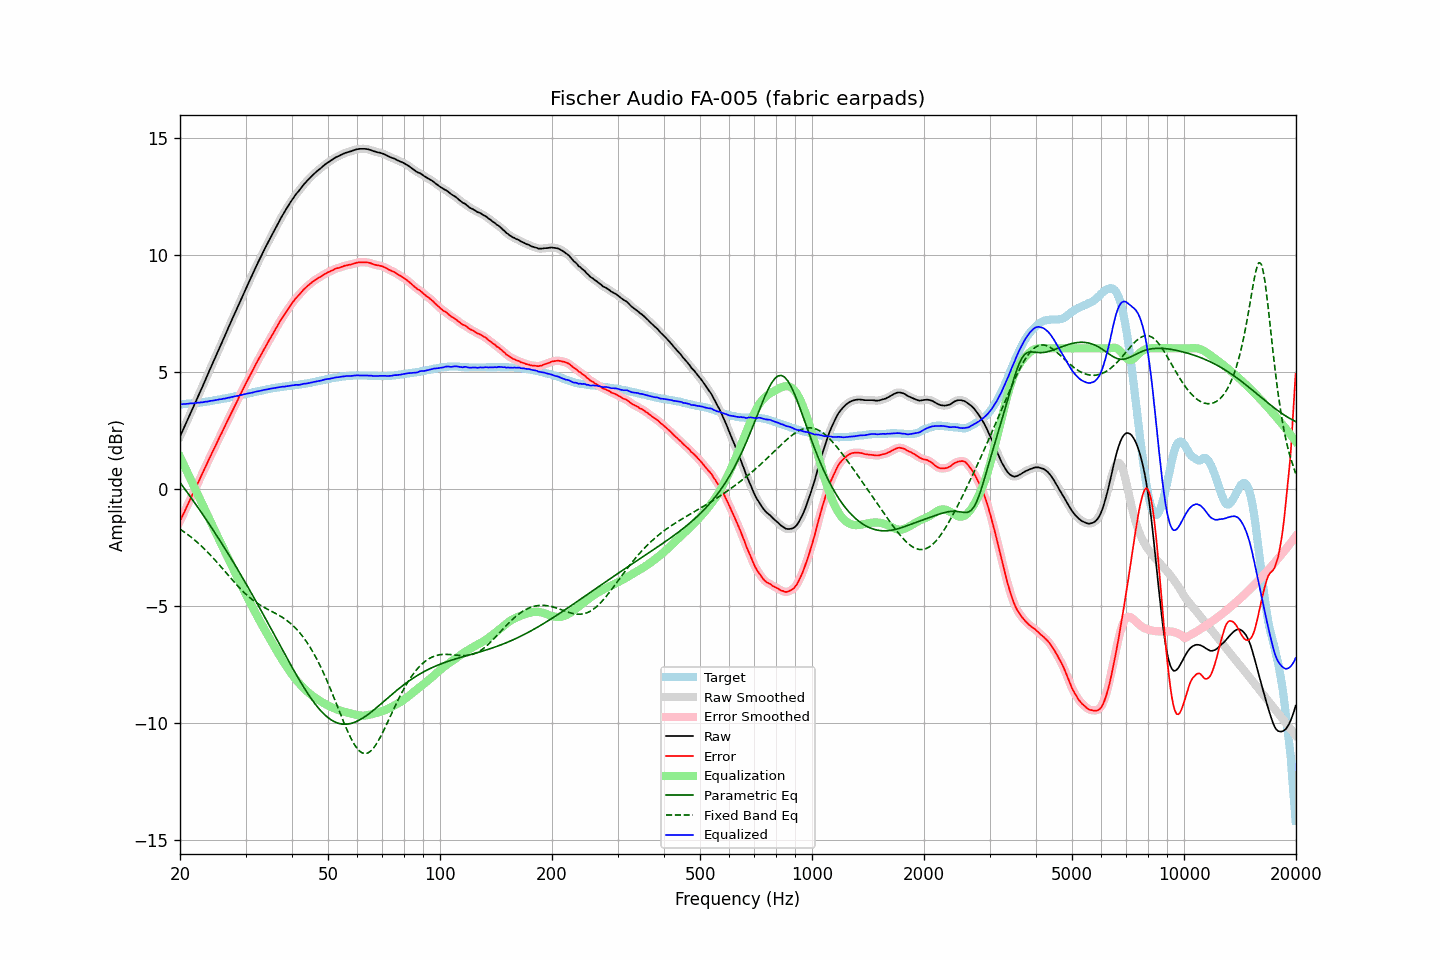 Fischer Audio FA-005 (fabric earpads)
Amplitude (dBr)
15
10
5
0
−5
−10
−15
Target
Raw Smoothed
Error Smoothed
Raw
Error
Equalization
Parametric Eq
Fixed Band Eq
Equalized
20 50 100 200 500 1000 2000 5000 10000 20000
Frequency (Hz)